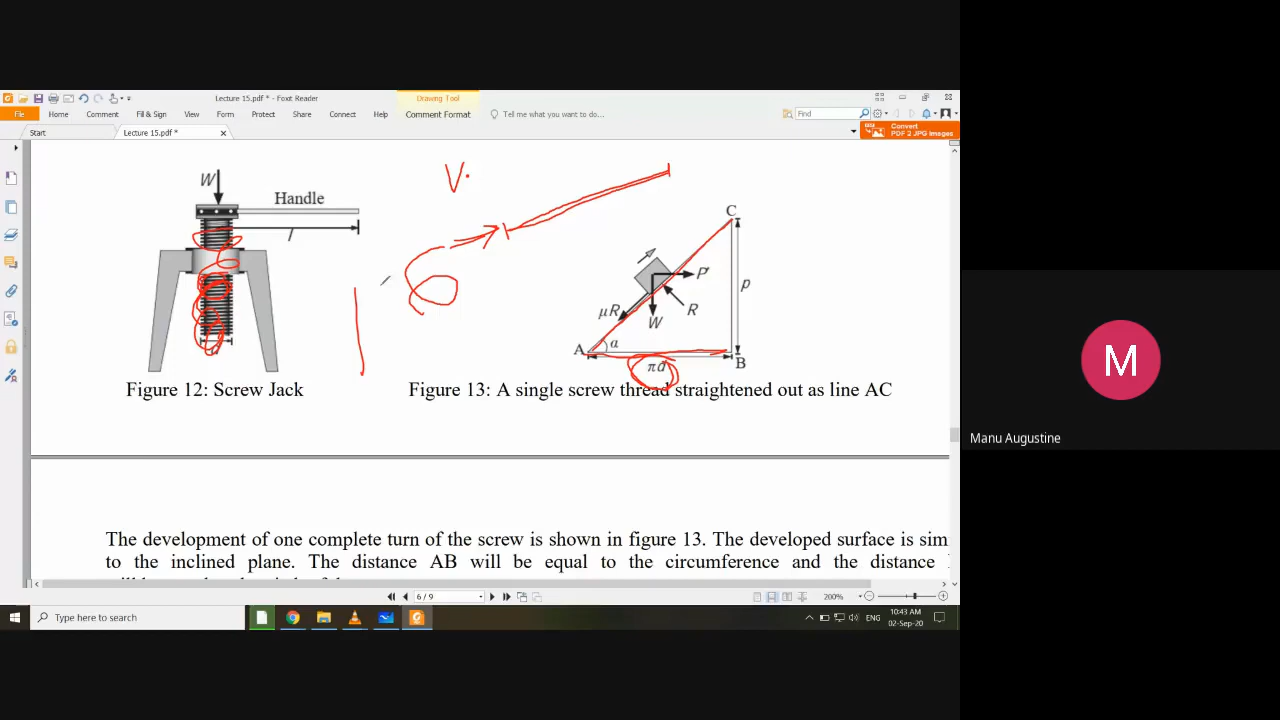 Lecture 15.pdf * - Foxit Reader
Drawing Tool
File
Home
Comment
Fill & Sign
View
Form
Protect
Share
Connect
Help
Comment Format
Tell me what you want to do...
Find
Start
Lecture 15.pdf *
Convert
PDF 2 JPG Images
W
Handle
l
V.
C
P'
p
μR
R
W
A
α
B
πd
Figure 12: Screw Jack
Figure 13: A single screw thread straightened out as line AC
The development of one complete turn of the screw is shown in figure 13. The developed surface is
to the inclined plane. The distance AB will be equal to the circumference and the distance
6 / 9
200%
Type here to search
ENG
10:43 AM
02-Sep-20
M
Manu Augustine